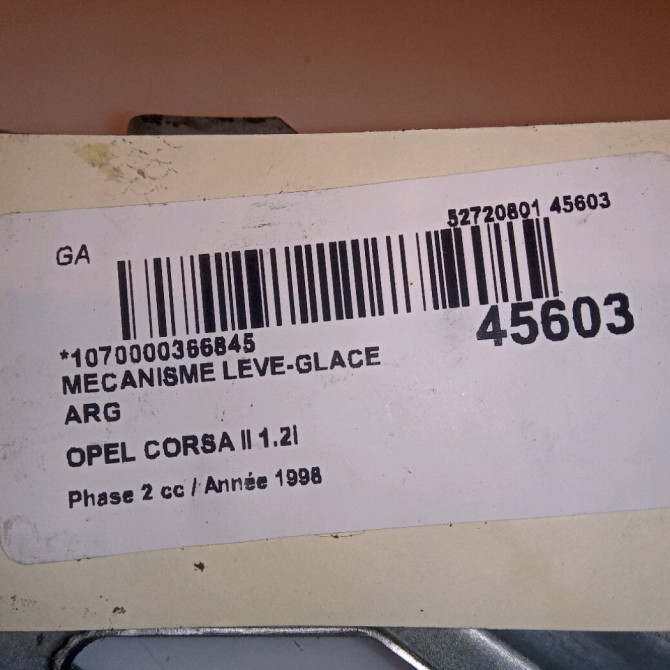 52720801 45603
GA
45603
*1070000366845
MECANISME LEVE-GLACE
ARG
OPEL CORSA II 1.2i
Phase 2 cc / Année 1998